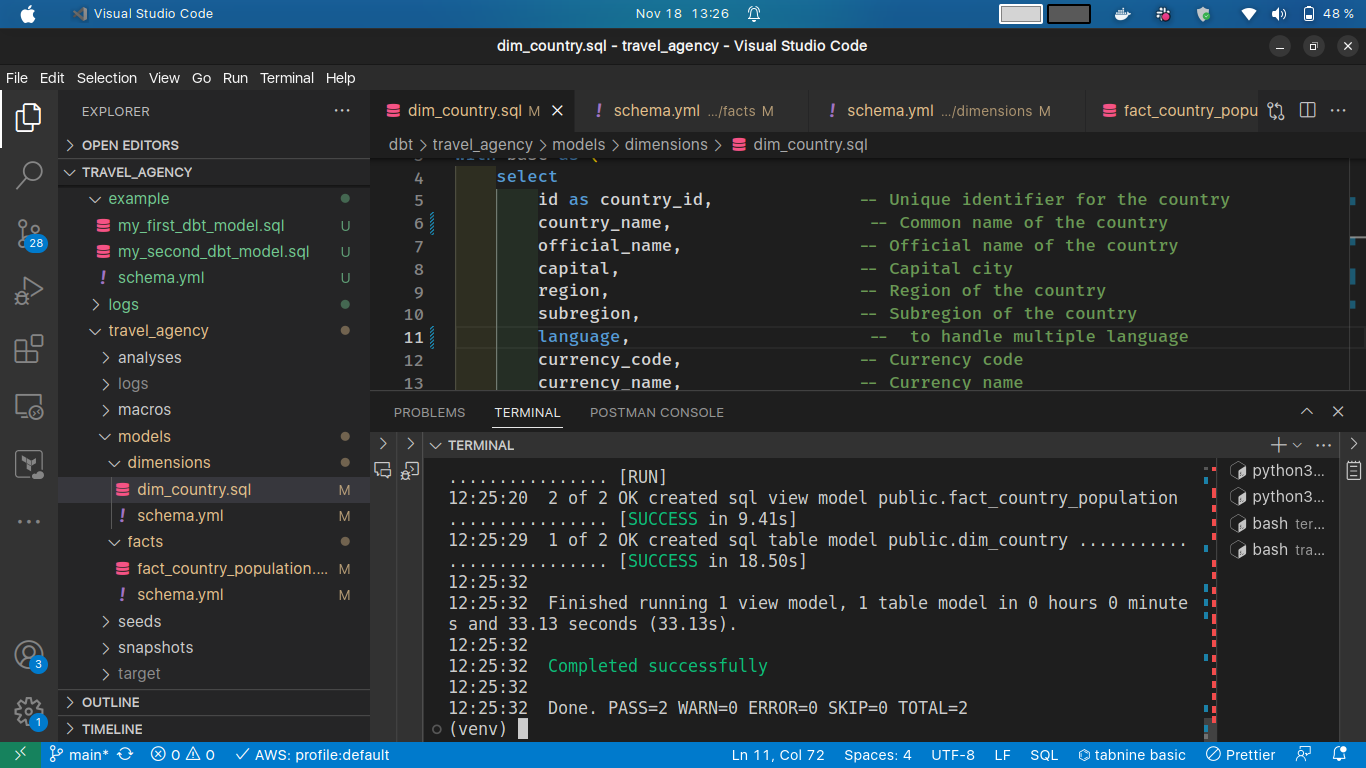 Visual Studio Code
Nov 18 13:26
48 %
dim_country.sql - travel_agency - Visual Studio Code
File Edit Selection View Go Run Terminal Help
EXPLORER
OPEN EDITORS
TRAVEL_AGENCY
example
my_first_dbt_model.sql U
my_second_dbt_model.sql U
! schema.yml U
logs
travel_agency
analyses
logs
macros
models
dimensions
dim_country.sql M
! schema.yml M
facts
fact_country_population.... M
! schema.yml M
seeds
snapshots
target
OUTLINE
TIMELINE
28
3
1
dim_country.sql M
! schema.yml .../facts M
! schema.yml .../dimensions M
fact_country_popu
dbt > travel_agency > models > dimensions > dim_country.sql
3 with base as (
4 select
5 id as country_id, -- Unique identifier for the country
6 country_name, -- Common name of the country
7 official_name, -- Official name of the country
8 capital, -- Capital city
9 region, -- Region of the country
10 subregion, -- Subregion of the country
11 language, -- to handle multiple language
12 currency_code, -- Currency code
13 currency_name, -- Currency name
PROBLEMS TERMINAL POSTMAN CONSOLE
TERMINAL
............... [RUN]
12:25:20 2 of 2 OK created sql view model public.fact_country_population
............... [SUCCESS in 9.41s]
12:25:29 1 of 2 OK created sql table model public.dim_country ...........
............... [SUCCESS in 18.50s]
12:25:32
12:25:32 Finished running 1 view model, 1 table model in 0 hours 0 minute
s and 33.13 seconds (33.13s).
12:25:32
12:25:32 Completed successfully
12:25:32
12:25:32 Done. PASS=2 WARN=0 ERROR=0 SKIP=0 TOTAL=2
(venv)
python3...
python3...
bash ter...
bash tra...
main* 0 0 AWS: profile:default Ln 11, Col 72 Spaces: 4 UTF-8 LF SQL tabnine basic Prettier